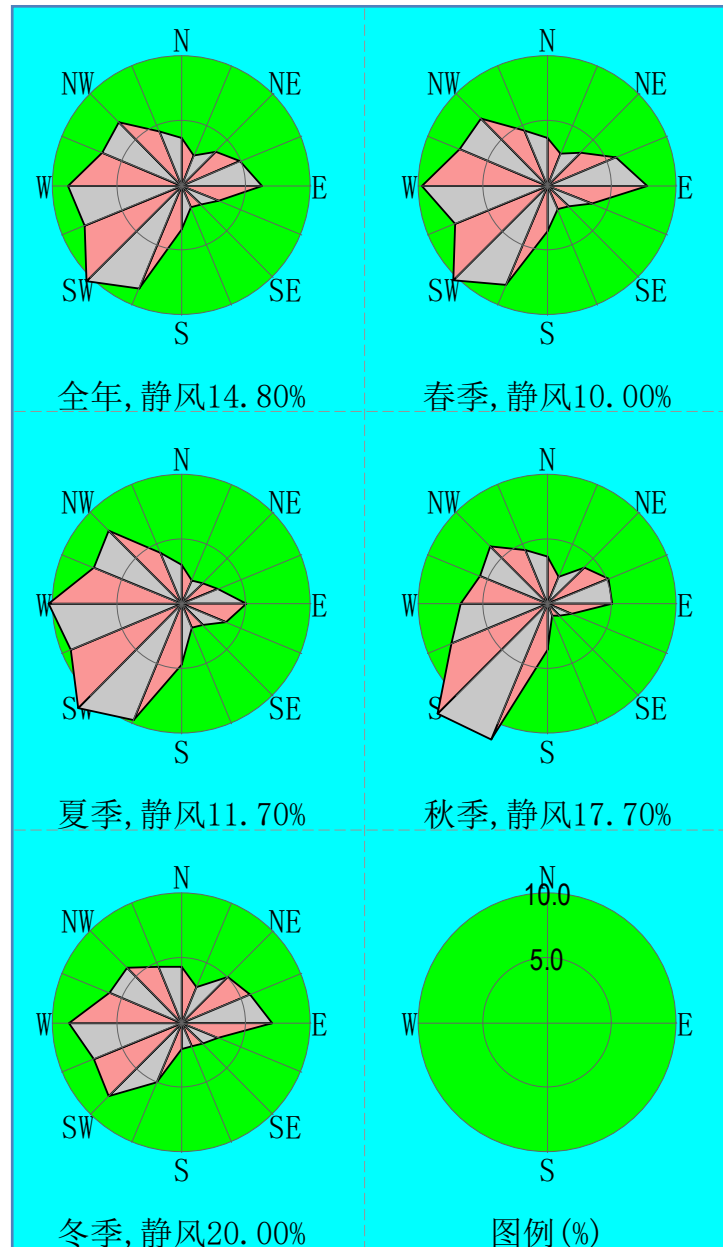 N
NW NE
W E
SW SE
S
全年,静风14.80%
N
NW NE
W E
SW SE
S
春季,静风10.00%
N
NW NE
W E
SW SE
S
夏季,静风11.70%
N
NW NE
W E
S SE
S
秋季,静风17.70%
N
NW NE
W E
SW SE
S
冬季,静风20.00%
N
10.0
5.0
W E
S
图例(%)